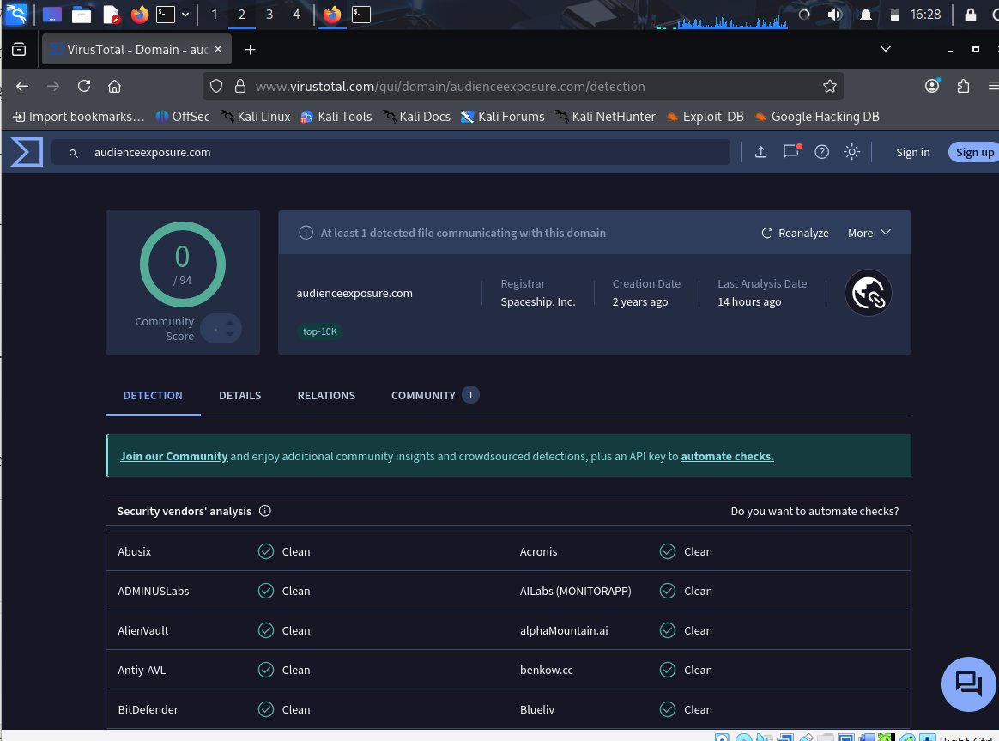 1 2 3 4 16:28
VirusTotal - Domain - aud
www.virustotal.com/gui/domain/audienceexposure.com/detection
Import bookmarks... OffSec Kali Linux Kali Tools Kali Docs Kali Forums Kali NetHunter Exploit-DB Google Hacking DB
audienceexposure.com Sign in Sign up
0
/ 94
Community
Score
At least 1 detected file communicating with this domain Reanalyze More
audienceexposure.com
top-10K
Registrar
Spaceship, Inc.
Creation Date
2 years ago
Last Analysis Date
14 hours ago
DETECTION DETAILS RELATIONS COMMUNITY 1
Join our Community and enjoy additional community insights and crowdsourced detections, plus an API key to automate checks.
Security vendors' analysis Do you want to automate checks?
Abusix Clean Acronis Clean
ADMINUSLabs Clean AILabs (MONITORAPP) Clean
AlienVault Clean alphaMountain.ai Clean
Antiy-AVL Clean benkow.cc Clean
BitDefender Clean Blueliv Clean
Right Ctrl